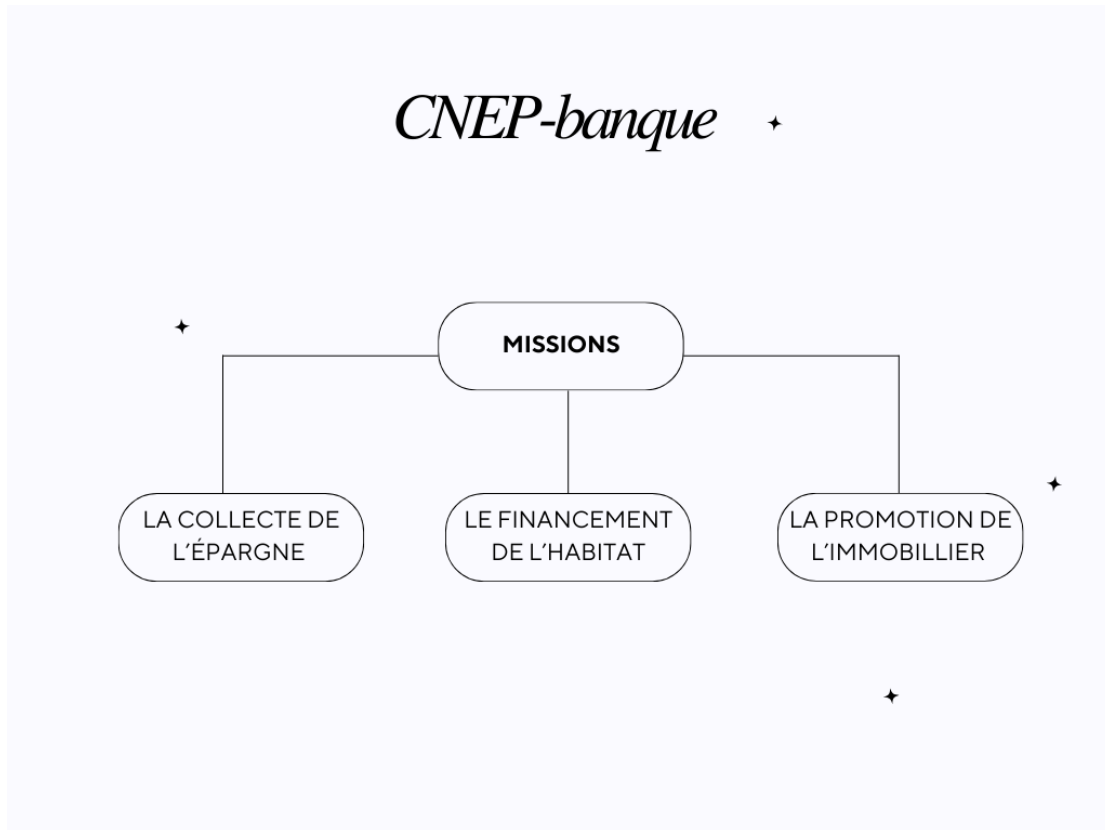 CNEP-banque
MISSIONS
LA COLLECTE DE
L'ÉPARGNE
LE FINANCEMENT
DE L'HABITAT
LA PROMOTION DE
L'IMMOBILLIER